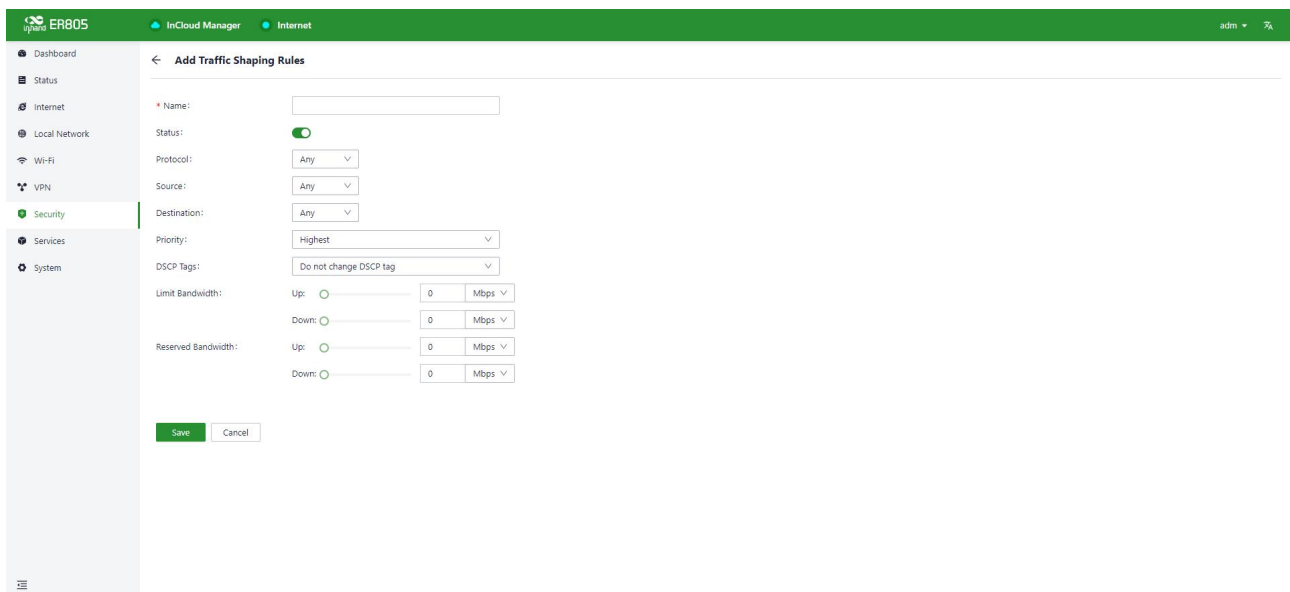 inhand ER805
InCloud Manager
Internet
adm
Dashboard
Status
Internet
Local Network
Wi-Fi
VPN
Security
Services
System
Add Traffic Shaping Rules
* Name:
Status:
Protocol: Any
Source: Any
Destination: Any
Priority: Highest
DSCP Tags: Do not change DSCP tag
Limit Bandwidth: Up: 0 Mbps
Down: 0 Mbps
Reserved Bandwidth: Up: 0 Mbps
Down: 0 Mbps
Save Cancel